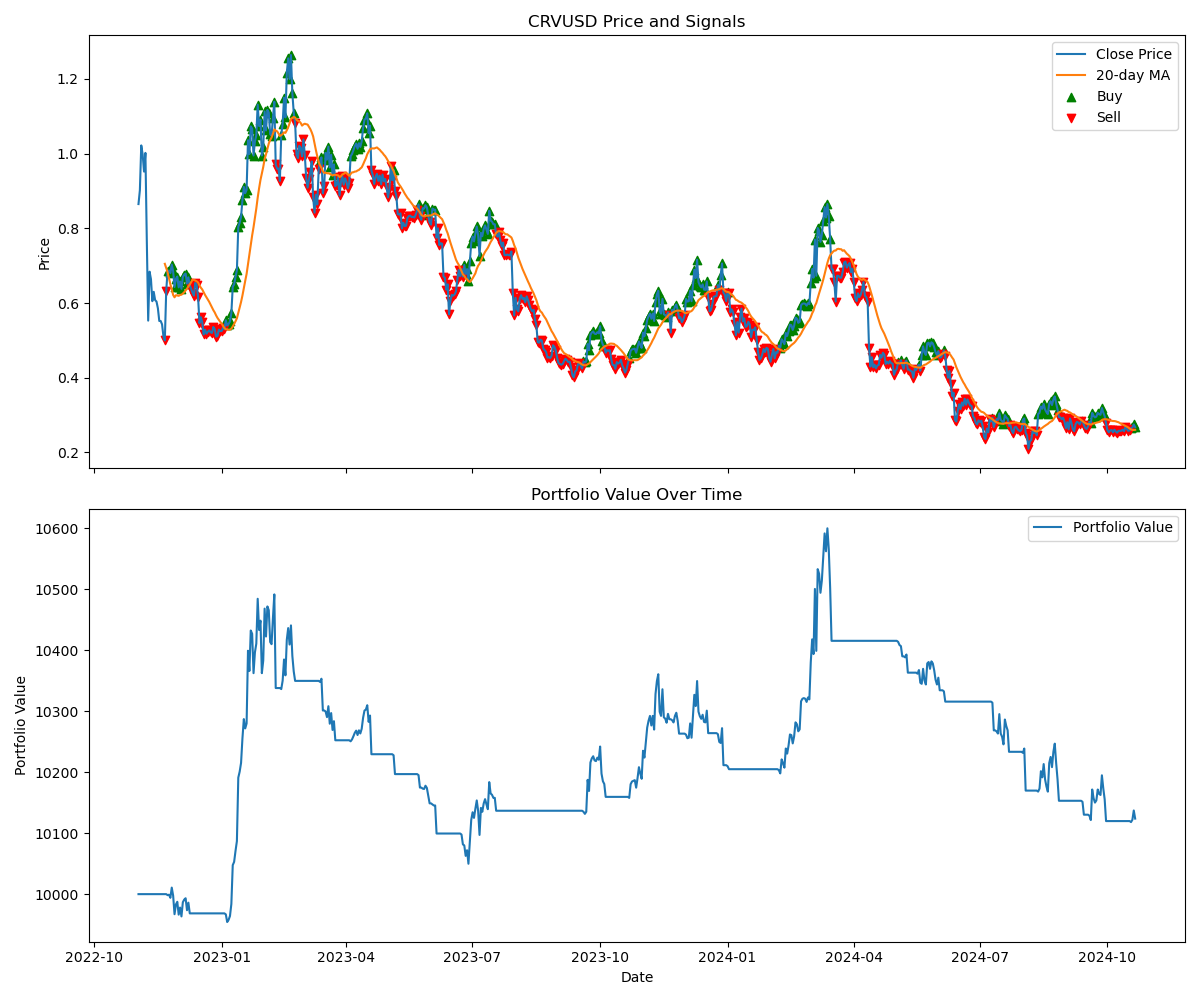 CRVUSD Price and Signals
Price
1.2
1.0
0.8
0.6
0.4
0.2
Close Price
20-day MA
Buy
Sell
Portfolio Value Over Time
Portfolio Value
10600
10500
10400
10300
10200
10100
10000
Portfolio Value
2022-10
2023-01
2023-04
2023-07
2023-10
2024-01
2024-04
2024-07
2024-10
Date